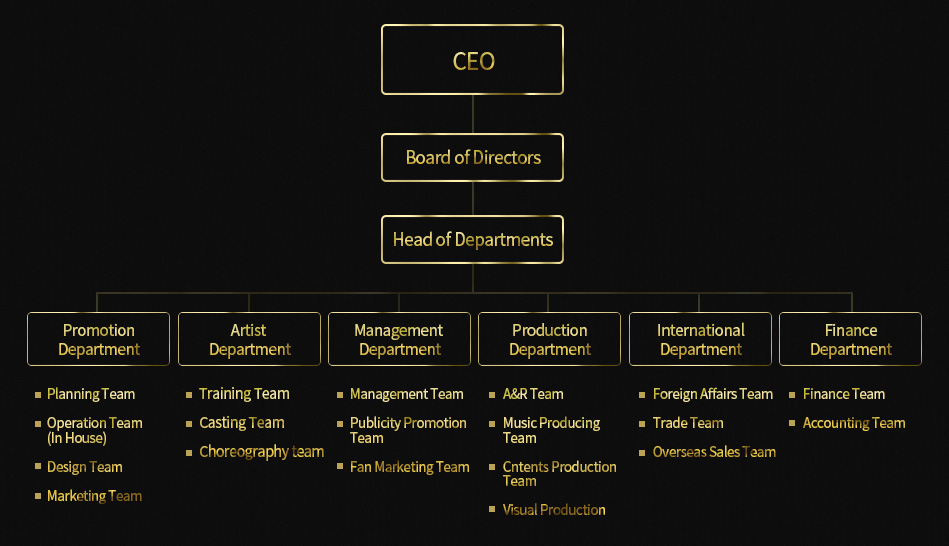 CEO
Board of Directors
Head of Departments
Promotion
Department
Planning Team
Operation Team
(In House)
Design Team
Marketing Team
Artist
Department
Training Team
Casting Team
Choreography team
Management
Department
Management Team
Publicity Promotion
Team
Fan Marketing Team
Production
Department
A&R Team
Music Producing
Team
Cntents Production
Team
Visual Production
International
Department
Foreign Affairs Team
Trade Team
Overseas Sales Team
Finance
Department
Finance Team
Accounting Team